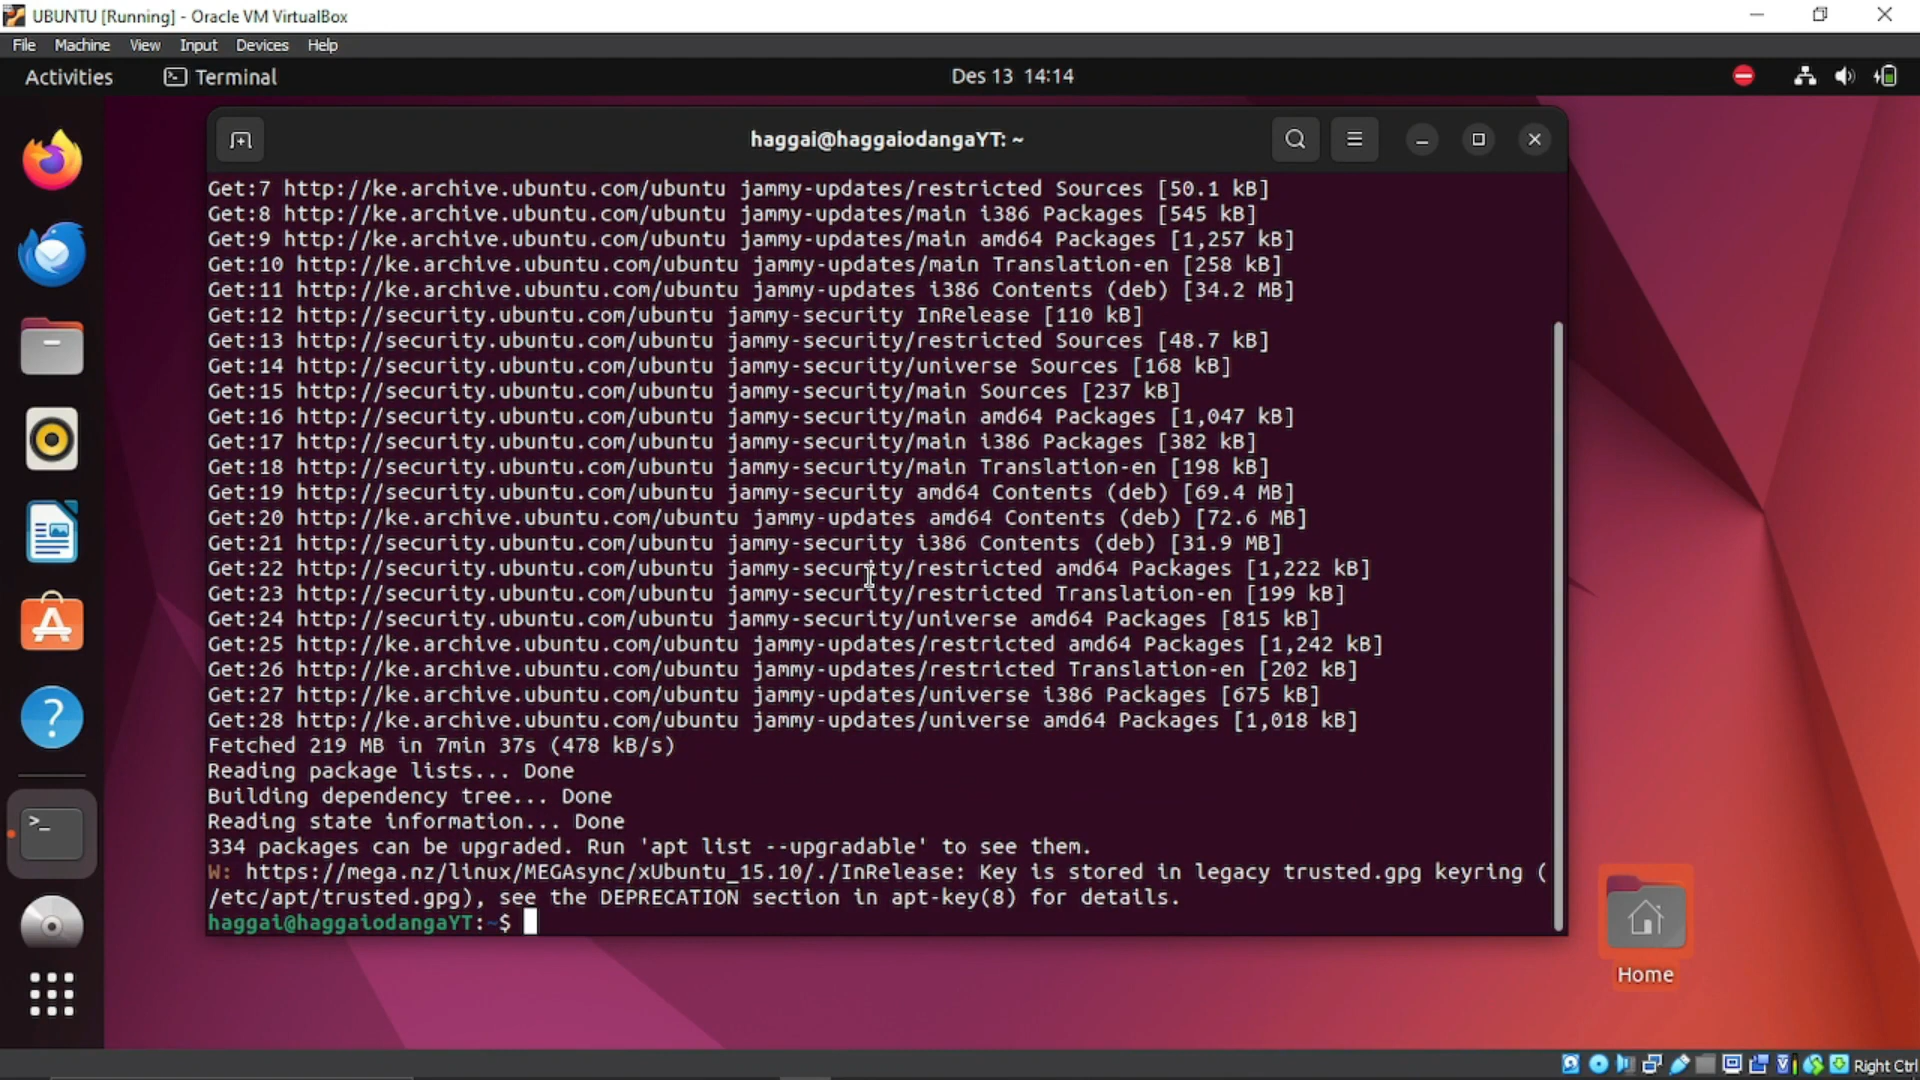 UBUNTU [Running] - Oracle VM VirtualBox
File Machine View Input Devices Help
Activities Terminal Des 13 14:14
haggai@haggaiodangaYT: ~
Get:7 http://ke.archive.ubuntu.com/ubuntu jammy-updates/restricted Sources [50.1 kB]
Get:8 http://ke.archive.ubuntu.com/ubuntu jammy-updates/main i386 Packages [545 kB]
Get:9 http://ke.archive.ubuntu.com/ubuntu jammy-updates/main amd64 Packages [1,257 kB]
Get:10 http://ke.archive.ubuntu.com/ubuntu jammy-updates/main Translation-en [258 kB]
Get:11 http://ke.archive.ubuntu.com/ubuntu jammy-updates i386 Contents (deb) [34.2 MB]
Get:12 http://security.ubuntu.com/ubuntu jammy-security InRelease [110 kB]
Get:13 http://security.ubuntu.com/ubuntu jammy-security/restricted Sources [48.7 kB]
Get:14 http://security.ubuntu.com/ubuntu jammy-security/universe Sources [168 kB]
Get:15 http://security.ubuntu.com/ubuntu jammy-security/main Sources [237 kB]
Get:16 http://security.ubuntu.com/ubuntu jammy-security/main amd64 Packages [1,047 kB]
Get:17 http://security.ubuntu.com/ubuntu jammy-security/main i386 Packages [382 kB]
Get:18 http://security.ubuntu.com/ubuntu jammy-security/main Translation-en [198 kB]
Get:19 http://security.ubuntu.com/ubuntu jammy-security amd64 Contents (deb) [69.4 MB]
Get:20 http://ke.archive.ubuntu.com/ubuntu jammy-updates amd64 Contents (deb) [72.6 MB]
Get:21 http://security.ubuntu.com/ubuntu jammy-security i386 Contents (deb) [31.9 MB]
Get:22 http://security.ubuntu.com/ubuntu jammy-security/restricted amd64 Packages [1,222 kB]
Get:23 http://security.ubuntu.com/ubuntu jammy-security/restricted Translation-en [199 kB]
Get:24 http://security.ubuntu.com/ubuntu jammy-security/universe amd64 Packages [815 kB]
Get:25 http://ke.archive.ubuntu.com/ubuntu jammy-updates/restricted amd64 Packages [1,242 kB]
Get:26 http://ke.archive.ubuntu.com/ubuntu jammy-updates/restricted Translation-en [202 kB]
Get:27 http://ke.archive.ubuntu.com/ubuntu jammy-updates/universe i386 Packages [675 kB]
Get:28 http://ke.archive.ubuntu.com/ubuntu jammy-updates/universe amd64 Packages [1,018 kB]
Fetched 219 MB in 7min 37s (478 kB/s)
Reading package lists... Done
Building dependency tree... Done
Reading state information... Done
334 packages can be upgraded. Run 'apt list --upgradable' to see them.
W: https://mega.nz/linux/MEGAsync/xUbuntu_15.10/./InRelease: Key is stored in legacy trusted.gpg keyring (
/etc/apt/trusted.gpg), see the DEPRECATION section in apt-key(8) for details.
haggai@haggaiodangaYT:~$
Home
Right Ctrl